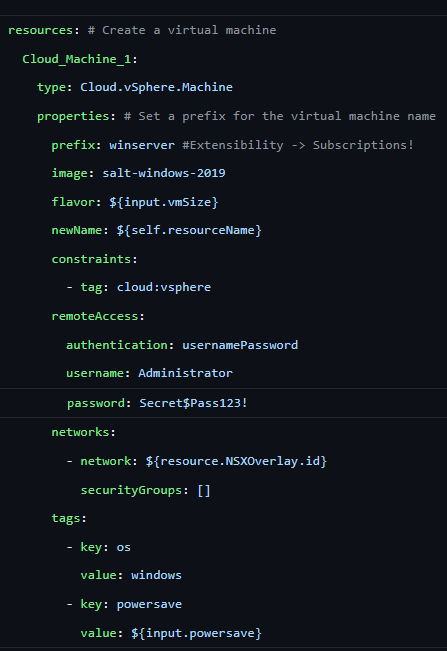 resources: # Create a virtual machine
  Cloud_Machine_1:
    type: Cloud.vSphere.Machine
    properties: # Set a prefix for the virtual machine name
      prefix: winserver #Extensibility -> Subscriptions!
      image: salt-windows-2019
      flavor: ${input.vmSize}
      newName: ${self.resourceName}
      constraints:
        - tag: cloud:vsphere
      remoteAccess:
        authentication: usernamePassword
        username: Administrator
        password: Secret$Pass123!
      networks:
        - network: ${resource.NSXOverlay.id}
          securityGroups: []
      tags:
        - key: os
          value: windows
        - key: powersave
          value: ${input.powersave}